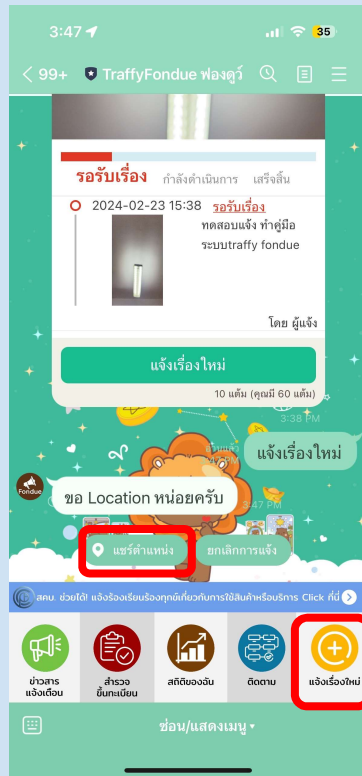 3:47
35
99+ TraffyFondue ฟองดูว์
รอรับเรื่อง กำลังดำเนินการ เสร็จสิ้น
2024-02-23 15:38 รอรับเรื่อง
ทดสอบแจ้ง ทำคู่มือ
ระบบtraffy fondue
โดย ผู้แจ้ง
แจ้งเรื่องใหม่
10 แต้ม (คุณมี 60 แต้ม)
3:38 PM
อ่านแล้ว
แจ้งเรื่องใหม่
Fondue
ขอ Location หน่อยครับ
3:47 PM
แชร์ตำแหน่ง ยกเลิกการแจ้ง
สคบ. ช่วยได้! แจ้งร้องเรียนร้องทุกข์เกี่ยวกับการใช้สินค้าหรือบริการ Click ที่นี่
ข่าวสาร
แจ้งเตือน
สำรวจ
ขึ้นทะเบียน
สถิติของฉัน
ติดตาม
แจ้งเรื่องใหม่
ซ่อน/แสดงเมนู